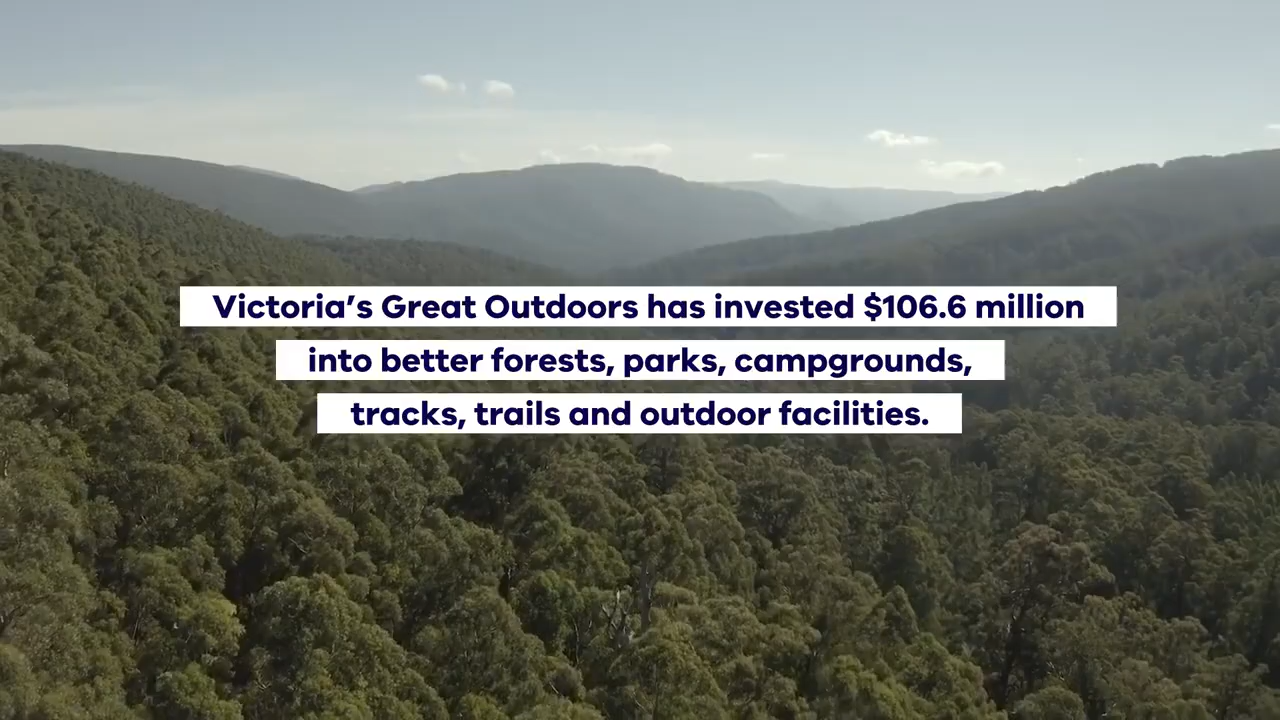 Victoria’s Great Outdoors has invested $106.6 million
into better forests, parks, campgrounds,
tracks, trails and outdoor facilities.